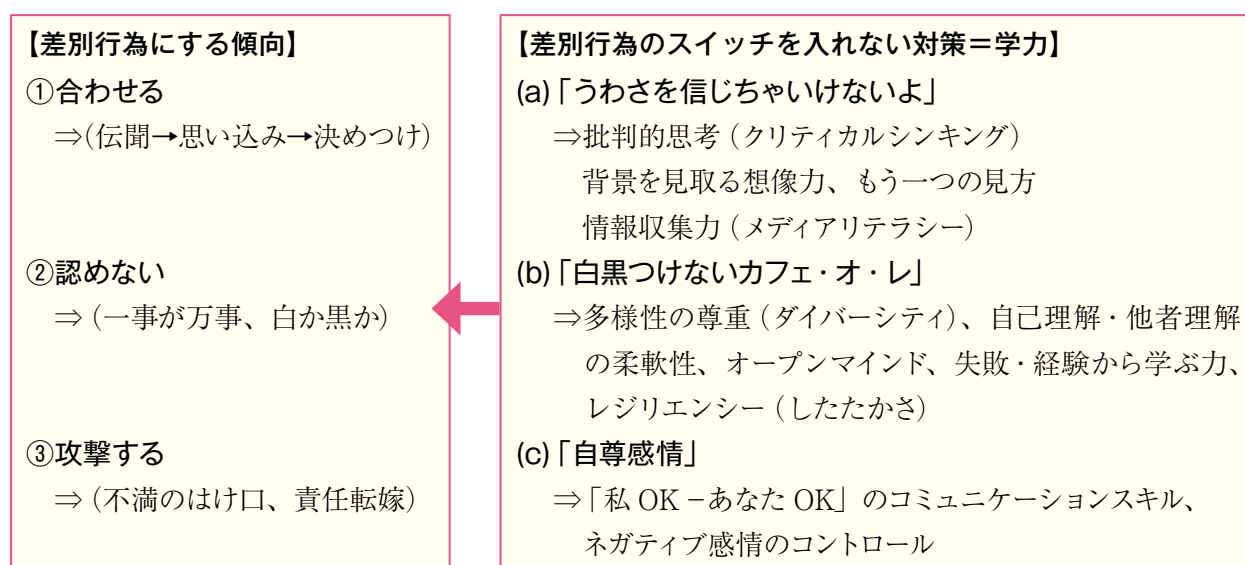 【差別行為にする傾向】
①合わせる
⇒(伝聞→思い込み→決めつけ)
②認めない
⇒（一事が万事、白か黒か）
③攻撃する
⇒（不満のはけ口、責任転嫁）
【差別行為のスイッチを入れない対策＝学力】
(a)「うわさを信じちゃいけないよ」
⇒批判的思考（クリティカルシンキング）
背景を見取る想像力、もう一つの見方
情報収集力（メディアリテラシー）
(b)「白黒つけないカフェ・オ・レ」
⇒多様性の尊重（ダイバーシティ）、自己理解・他者理解
の柔軟性、オープンマインド、失敗・経験から学ぶ力、
レジリエンシー（したたかさ）
(c)「自尊感情」
⇒「私 OK－あなた OK」のコミュニケーションスキル、
ネガティブ感情のコントロール